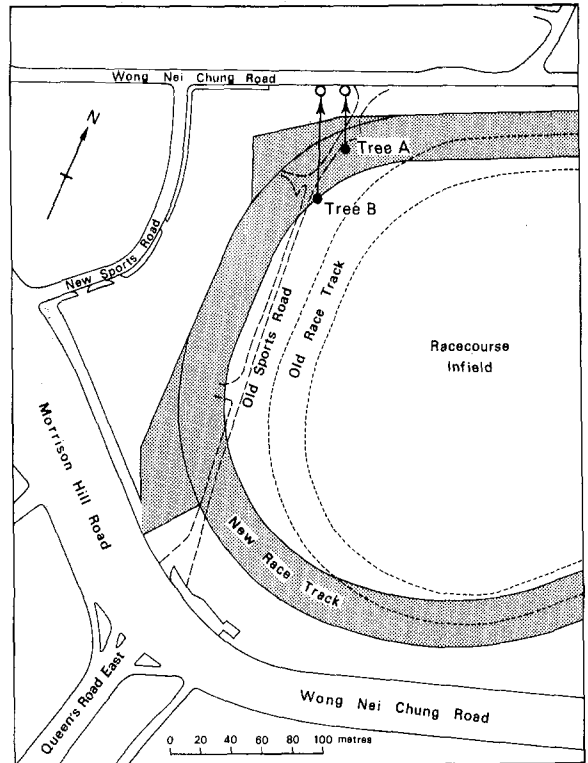 Wong Nei Chung Road
N
Tree A
Tree B
New Sports Road
Old Sports Road
Old Race Track
Racecourse
Infield
Morrison Hill Road
New Race Track
Queen's Road East
Wong Nei Chung Road
0 20 40 60 80 100 metres